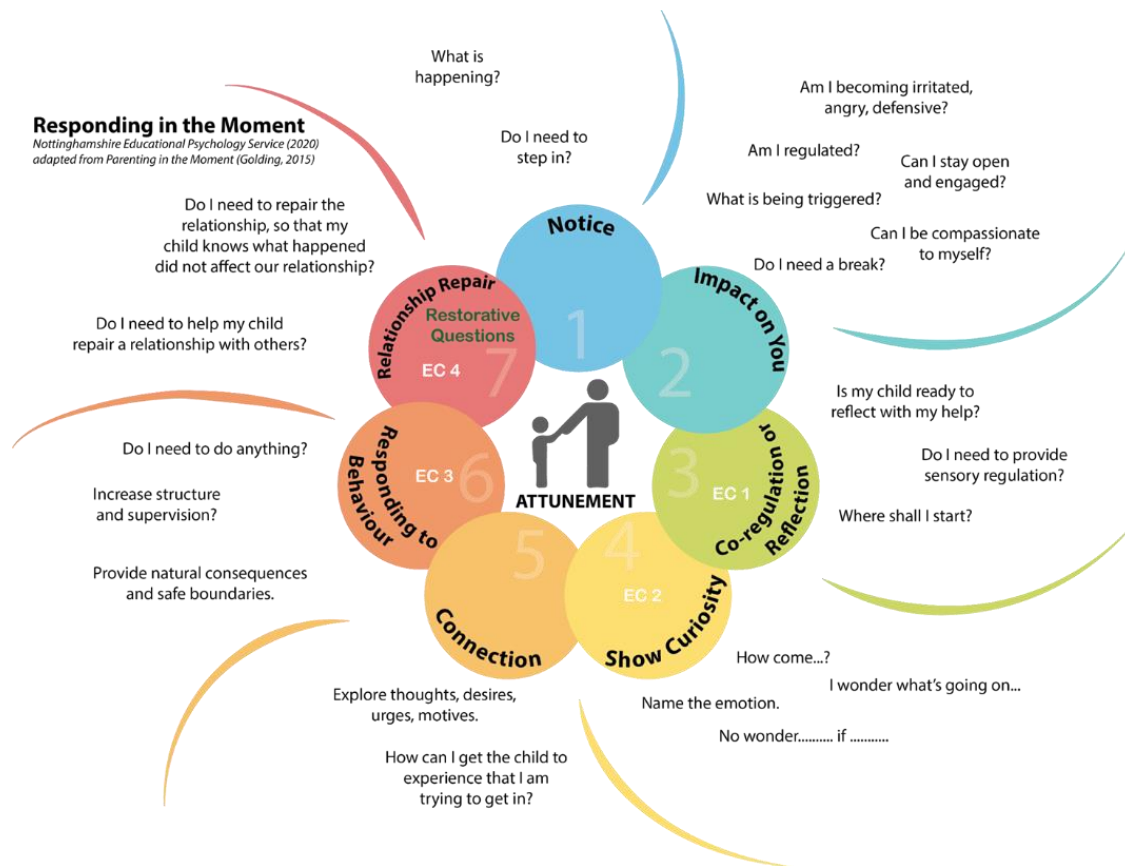 Responding in the Moment
Nottinghamshire Educational Psychology Service (2020)
adapted from Parenting in the Moment (Golding, 2015)
What is
happening?
Do I need to
step in?
Notice
1
Am I becoming irritated,
angry, defensive?
Am I regulated?
Can I stay open
and engaged?
What is being triggered?
Can I be compassionate
to myself?
Do I need a break?
Impact on You
2
Is my child ready to
reflect with my help?
Do I need to provide
sensory regulation?
Where shall I start?
3
EC 1
Co-regulation or
Reflection
4
EC 2
Show Curiosity
How come...?
I wonder what's going on...
Name the emotion.
No wonder.......... if ...........
5
Connection
Explore thoughts, desires,
urges, motives.
How can I get the child to
experience that I am
trying to get in?
6
EC 3
Responding to
Behaviour
Do I need to do anything?
Increase structure
and supervision?
Provide natural consequences
and safe boundaries.
Relationship Repair
Restorative
Questions
EC 4
7
Do I need to repair the
relationship, so that my
child knows what happened
did not affect our relationship?
Do I need to help my child
repair a relationship with others?
ATTUNEMENT